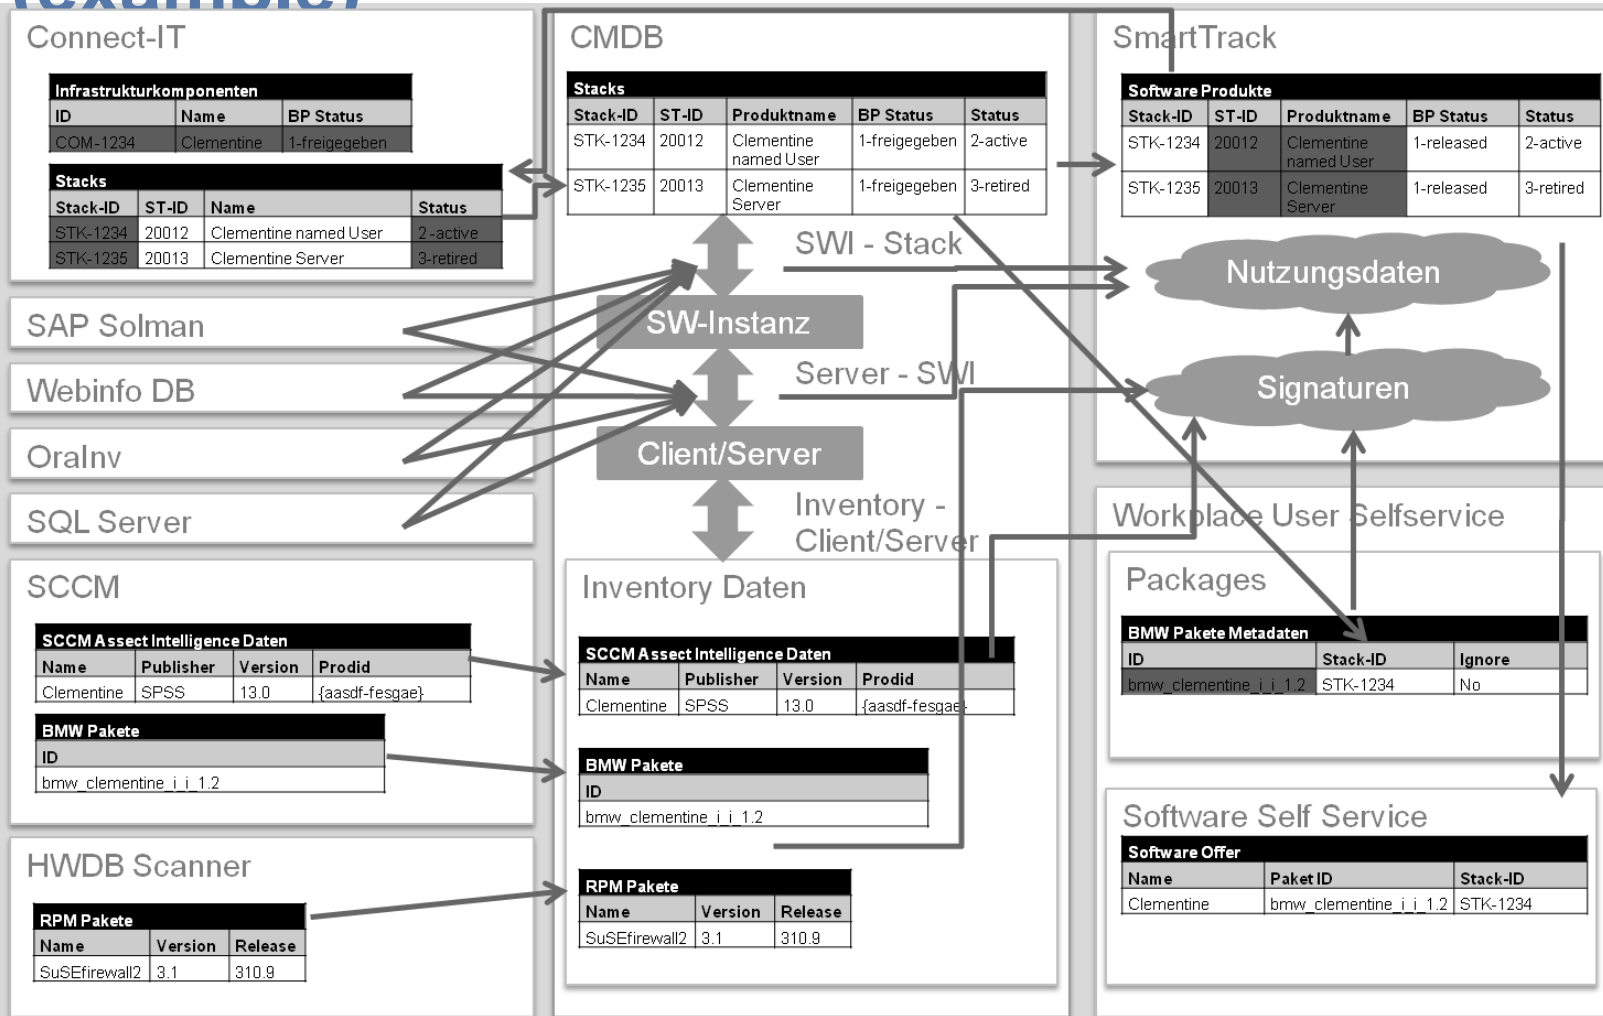 (example)
Connect-IT
Infrastrukturkomponenten
ID Name BP Status
COM-1234 Clementine 1-freigegeben
Stacks
Stack-ID ST-ID Name Status
STK-1234 20012 Clementine named User 2-active
STK-1235 20013 Clementine Server 3-retired
SAP Solman
Webinfo DB
OraInv
SQL Server
SCCM
SCCM Assect Intelligence Daten
Name Publisher Version Prodid
Clementine SPSS 13.0 {aasdf-fesgae}
BMW Pakete
ID
bmw_clementine_i_i_1.2
HWDB Scanner
RPM Pakete
Name Version Release
SuSEfirewall2 3.1 310.9
CMDB
Stacks
Stack-ID ST-ID Produktname BP Status Status
STK-1234 20012 Clementine named User 1-freigegeben 2-active
STK-1235 20013 Clementine Server 1-freigegeben 3-retired
SWI - Stack
SW-Instanz
Server - SWI
Client/Server
Inventory -
Client/Server
Inventory Daten
SCCM Assect Intelligence Daten
Name Publisher Version Prodid
Clementine SPSS 13.0 {aasdf-fesgae}
BMW Pakete
ID
bmw_clementine_i_i_1.2
RPM Pakete
Name Version Release
SuSEfirewall2 3.1 310.9
SmartTrack
Software Produkte
Stack-ID ST-ID Produktname BP Status Status
STK-1234 20012 Clementine named User 1-released 2-active
STK-1235 20013 Clementine Server 1-released 3-retired
Nutzungsdaten
Signaturen
Workplace User Selfservice
Packages
BMW Pakete Metadaten
ID Stack-ID Ignore
bmw_clementine_i_i_1.2 STK-1234 No
Software Self Service
Software Offer
Name Paket ID Stack-ID
Clementine bmw_clementine_i_i_1.2 STK-1234